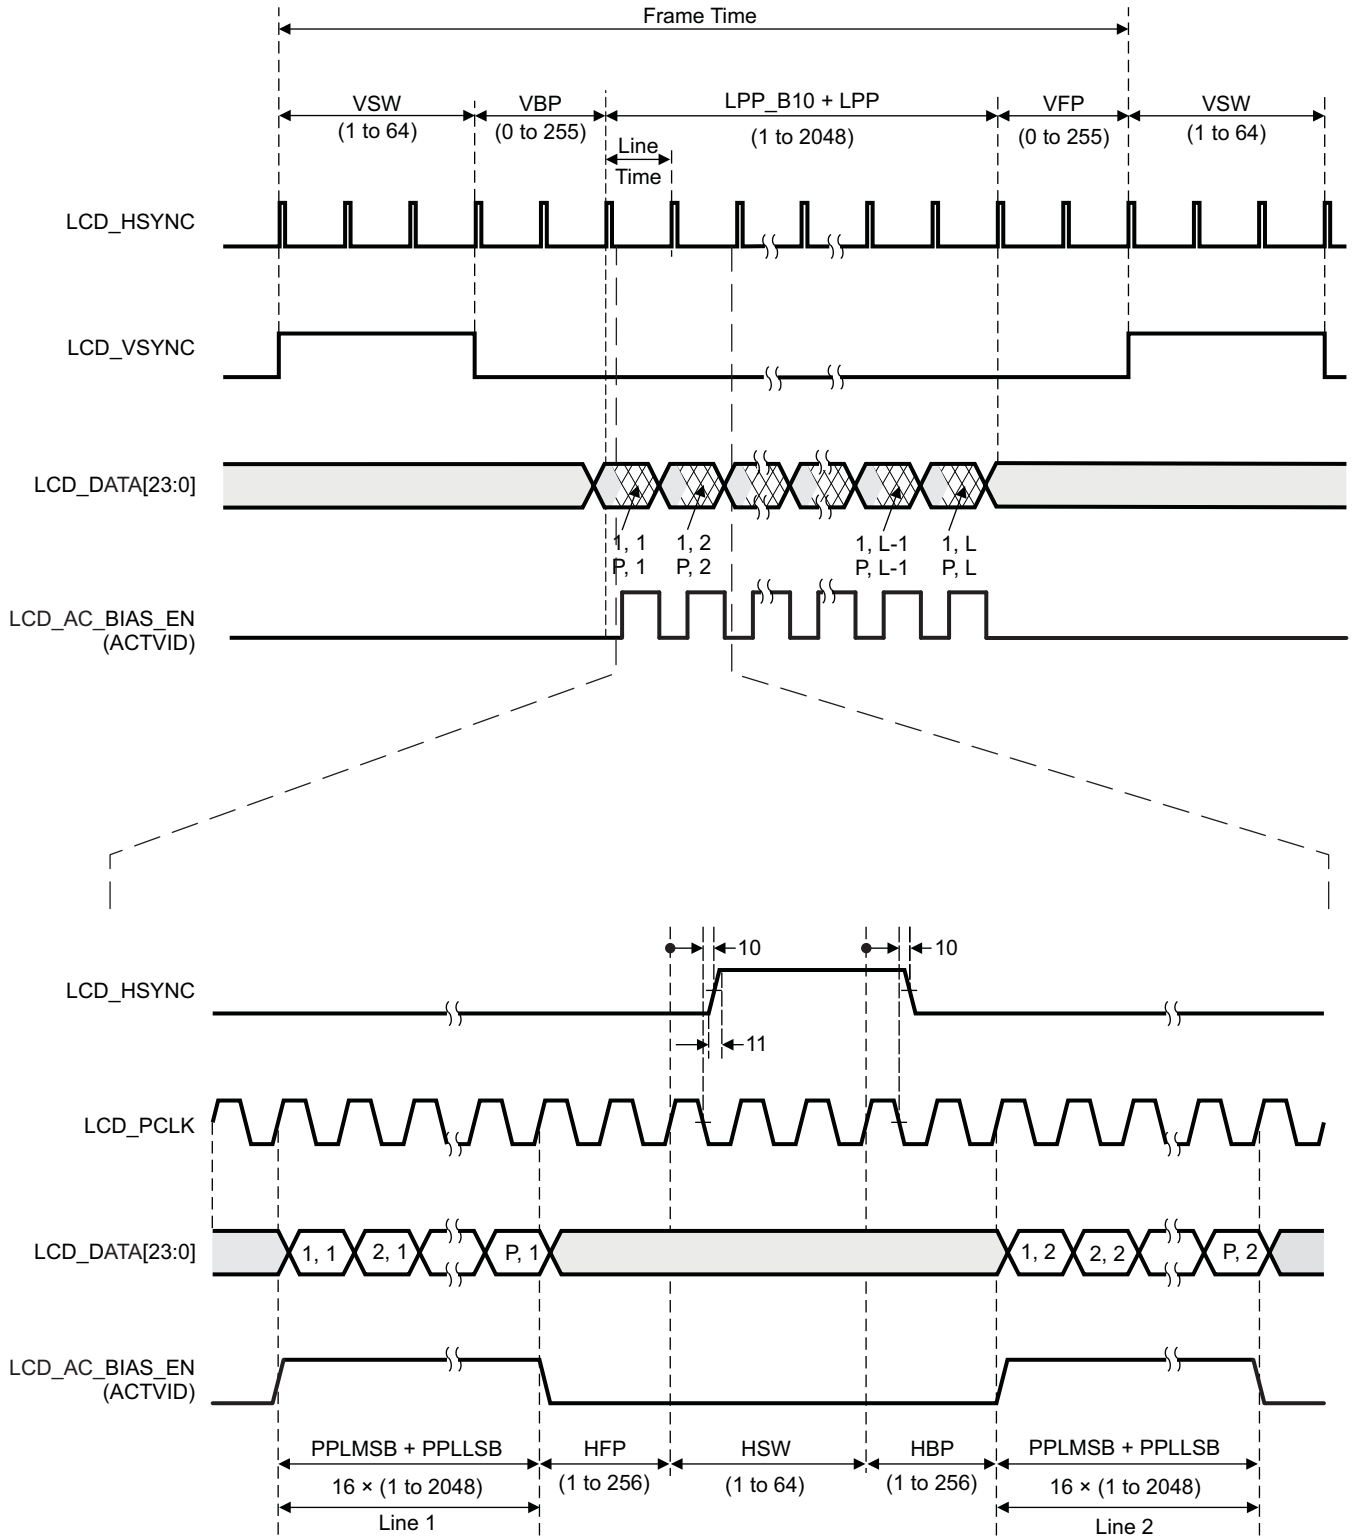 Frame Time
VSW
(1 to 64)
VBP
(0 to 255)
LPP_B10 + LPP
(1 to 2048)
VFP
(0 to 255)
VSW
(1 to 64)
Line
Time
LCD_HSYNC
LCD_VSYNC
LCD_DATA[23:0]
1, 1
P, 1
1, 2
P, 2
1, L-1
P, L-1
1, L
P, L
LCD_AC_BIAS_EN
(ACTVID)
10
10
LCD_HSYNC
11
LCD_PCLK
LCD_DATA[23:0]
1, 1
2, 1
P, 1
1, 2
2, 2
P, 2
LCD_AC_BIAS_EN
(ACTVID)
PPLMSB + PPLLSB
16 × (1 to 2048)
Line 1
HFP
(1 to 256)
HSW
(1 to 64)
HBP
(1 to 256)
PPLMSB + PPLLSB
16 × (1 to 2048)
Line 2